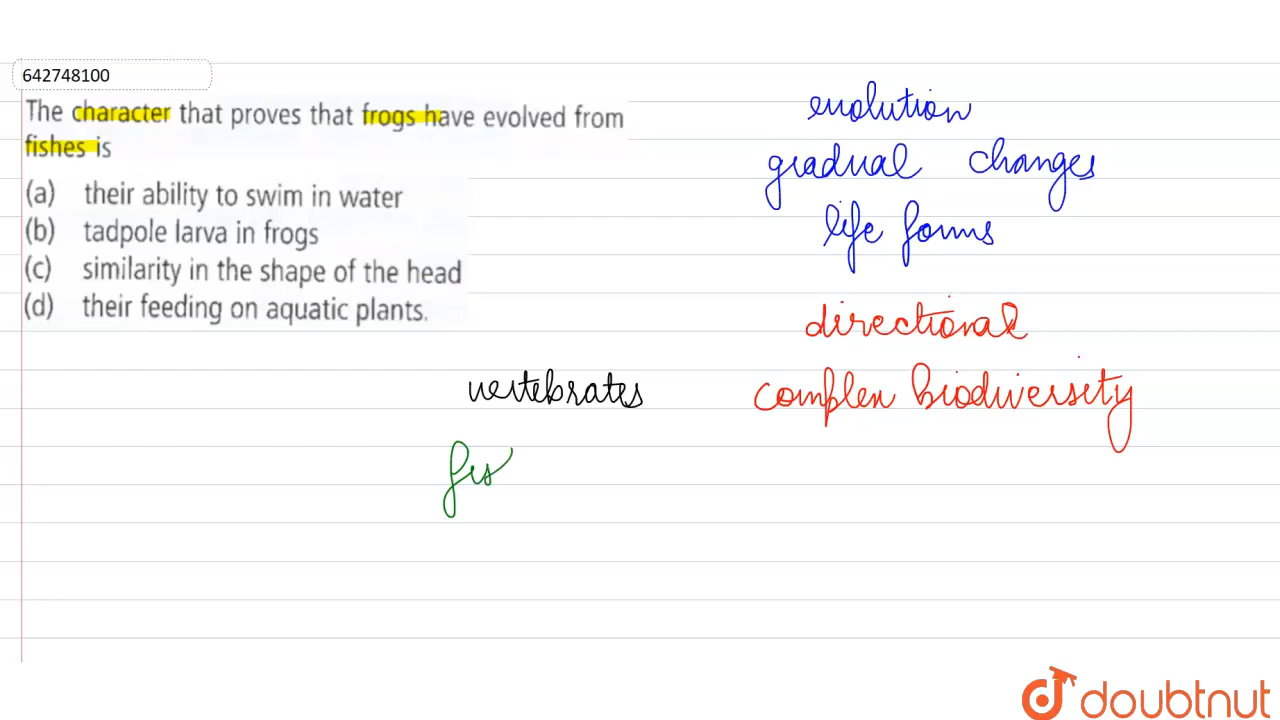 642748100
The character that proves that frogs have evolved from
fishes is
(a) their ability to swim in water
(b) tadpole larva in frogs
(c) similarity in the shape of the head
(d) their feeding on aquatic plants.
evolution
gradual changes
life forms
directional
complex biodiversity
vertebrates
fis
doubtnut